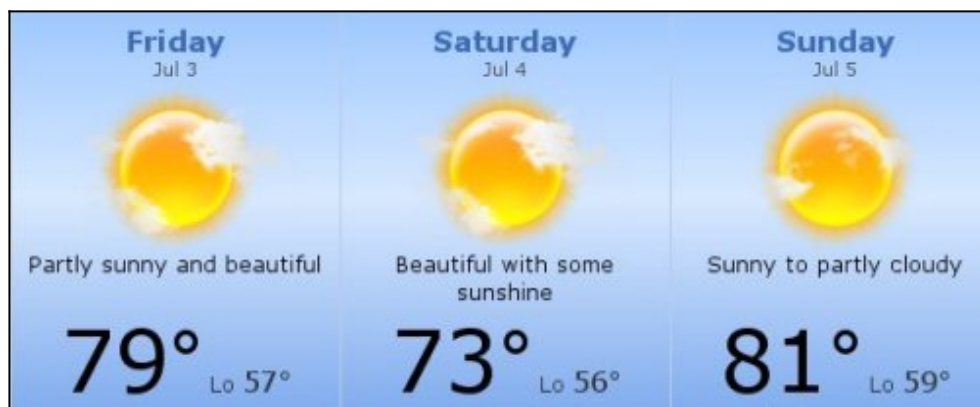 Friday
Jul 3
Partly sunny and beautiful
79° Lo 57°
Saturday
Jul 4
Beautiful with some
sunshine
73° Lo 56°
Sunday
Jul 5
Sunny to partly cloudy
81° Lo 59°